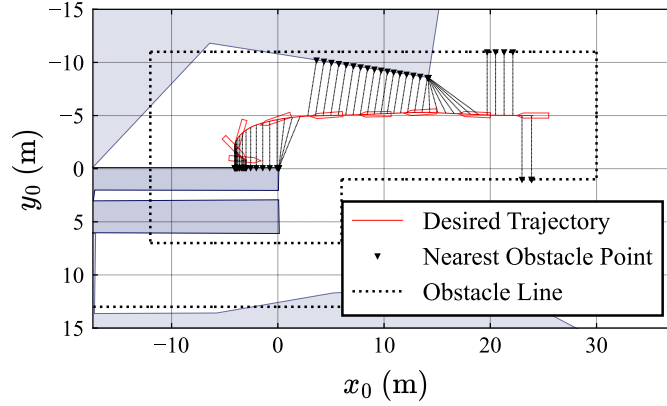 −15
−10
−5
0
5
10
15
y₀ (m)
Desired Trajectory
Nearest Obstacle Point
Obstacle Line
−10 0 10 20 30
x₀ (m)